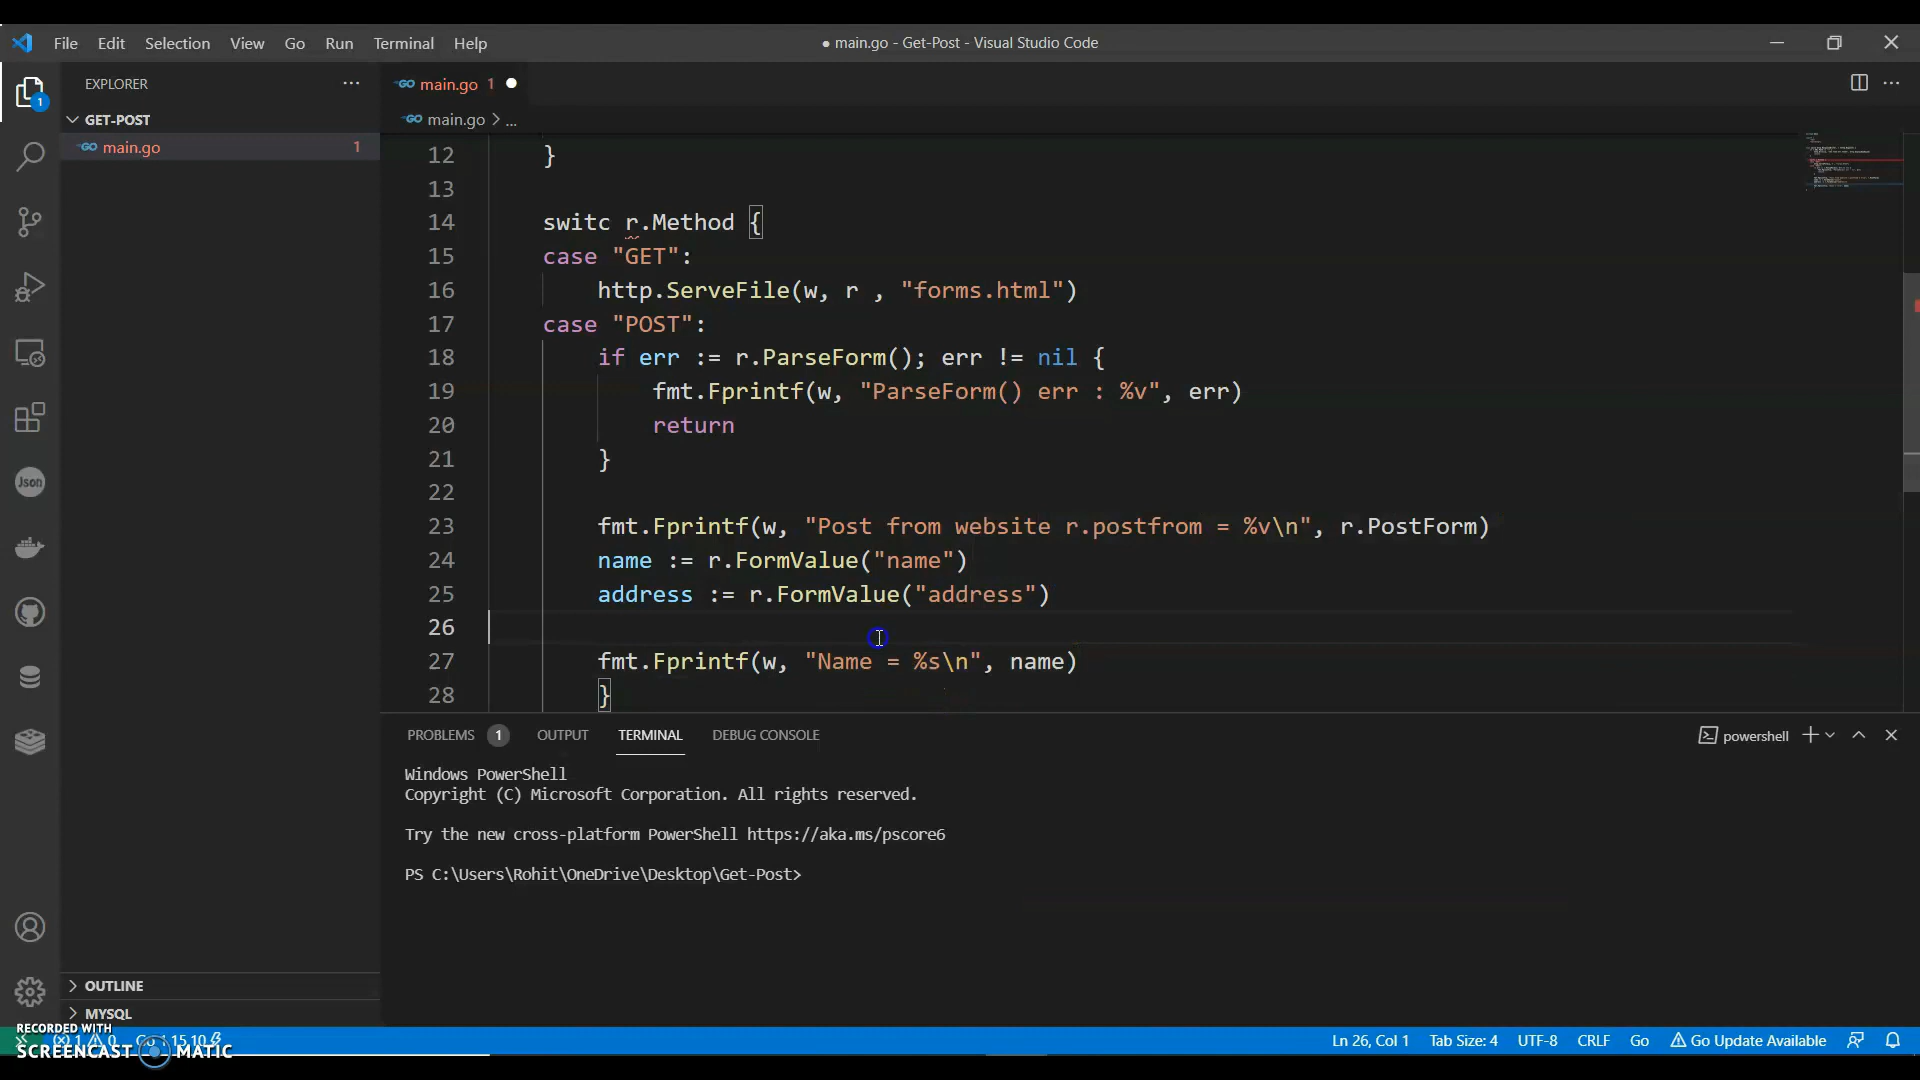 File Edit Selection View Go Run Terminal Help
● main.go - Get-Post - Visual Studio Code
EXPLORER
GET-POST
main.go 1
1
GO main.go 1
GO main.go > ...
12 }
13
14 switc r.Method {
15 case "GET":
16 http.ServeFile(w, r , "forms.html")
17 case "POST":
18 if err := r.ParseForm(); err != nil {
19 fmt.Fprintf(w, "ParseForm() err : %v", err)
20 return
21 }
22
23 fmt.Fprintf(w, "Post from website r.postfrom = %v\n", r.PostForm)
24 name := r.FormValue("name")
25 address := r.FormValue("address")
26
27 fmt.Fprintf(w, "Name = %s\n", name)
28 }
Json
PROBLEMS 1 OUTPUT TERMINAL DEBUG CONSOLE
powershell
Windows PowerShell
Copyright (C) Microsoft Corporation. All rights reserved.
Try the new cross-platform PowerShell https://aka.ms/pscore6
PS C:\Users\Rohit\OneDrive\Desktop\Get-Post>
OUTLINE
MYSQL
RECORDED WITH
SCREENCAST MATIC
Ln 26, Col 1 Tab Size: 4 UTF-8 CRLF Go Go Update Available